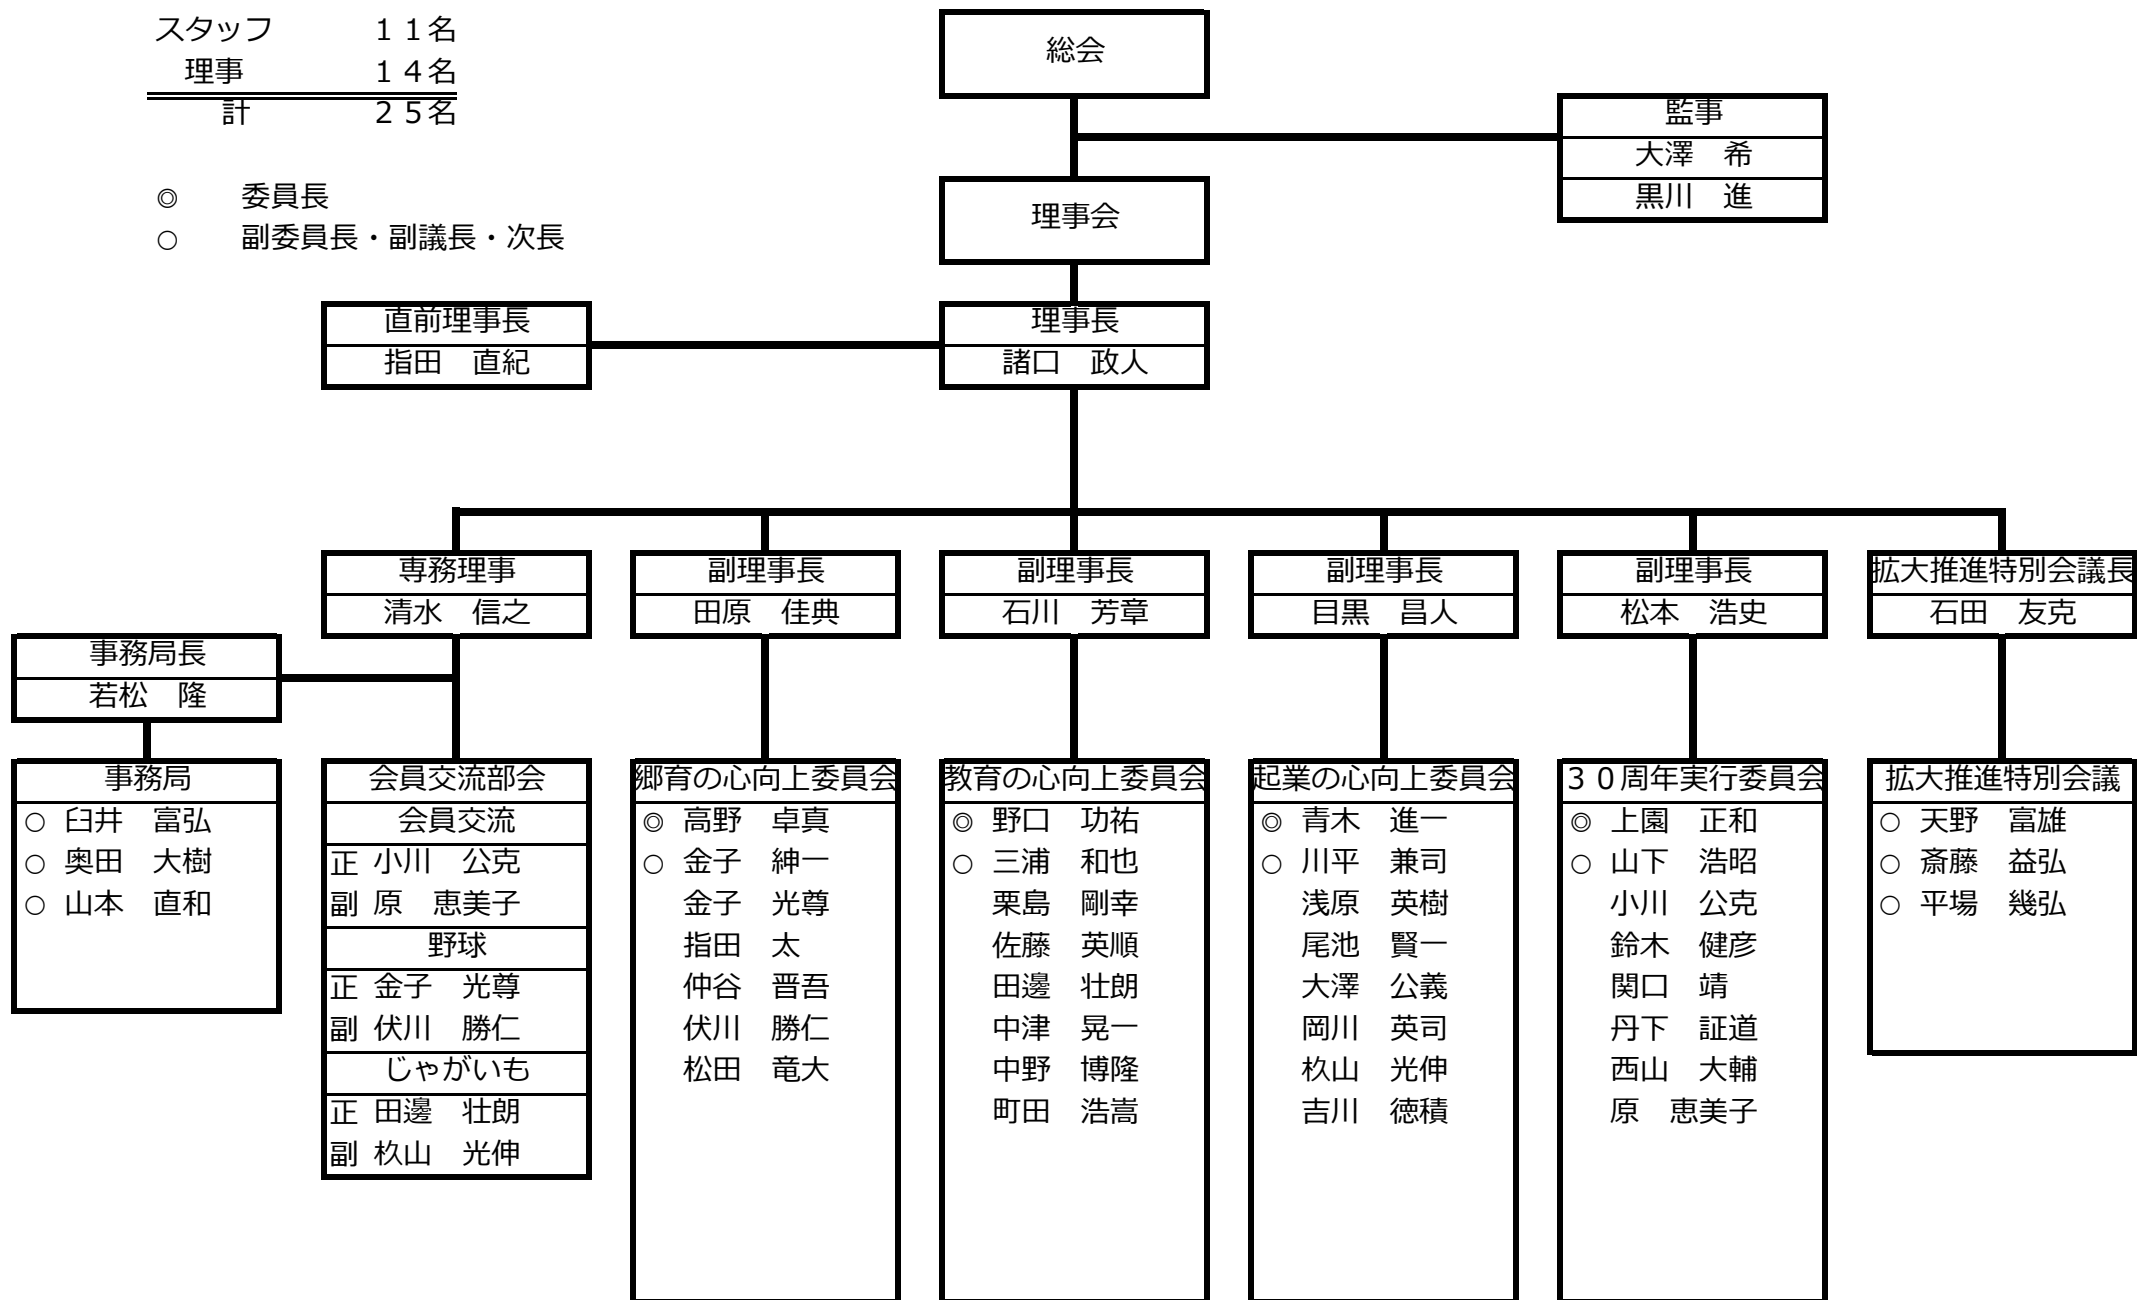 スタッフ　１１名
理事　１４名
計　２５名
◎　委員長
○　副委員長・副議長・次長
総会
監事
大澤　希
黒川　進
理事会
直前理事長
指田　直紀
理事長
諸口　政人
専務理事
清水　信之
副理事長
田原　佳典
副理事長
石川　芳章
副理事長
目黒　昌人
副理事長
松本　浩史
拡大推進特別会議長
石田　友克
事務局長
若松　隆
事務局
○ 臼井　富弘
○ 奥田　大樹
○ 山本　直和
会員交流部会
会員交流
正 小川　公克
副 原　恵美子
野球
正 金子　光尊
副 伏川　勝仁
じゃがいも
正 田邊　壮朗
副 杦山　光伸
郷育の心向上委員会
◎ 高野　卓真
○ 金子　紳一
金子　光尊
指田　太
仲谷　晋吾
伏川　勝仁
松田　竜大
教育の心向上委員会
◎ 野口　功祐
○ 三浦　和也
栗島　剛幸
佐藤　英順
田邊　壮朗
中津　晃一
中野　博隆
町田　浩嵩
起業の心向上委員会
◎ 青木　進一
○ 川平　兼司
浅原　英樹
尾池　賢一
大澤　公義
岡川　英司
杦山　光伸
吉川　徳積
３０周年実行委員会
◎ 上園　正和
○ 山下　浩昭
小川　公克
鈴木　健彦
関口　靖
丹下　証道
西山　大輔
原　恵美子
拡大推進特別会議
○ 天野　富雄
○ 斎藤　益弘
○ 平場　幾弘